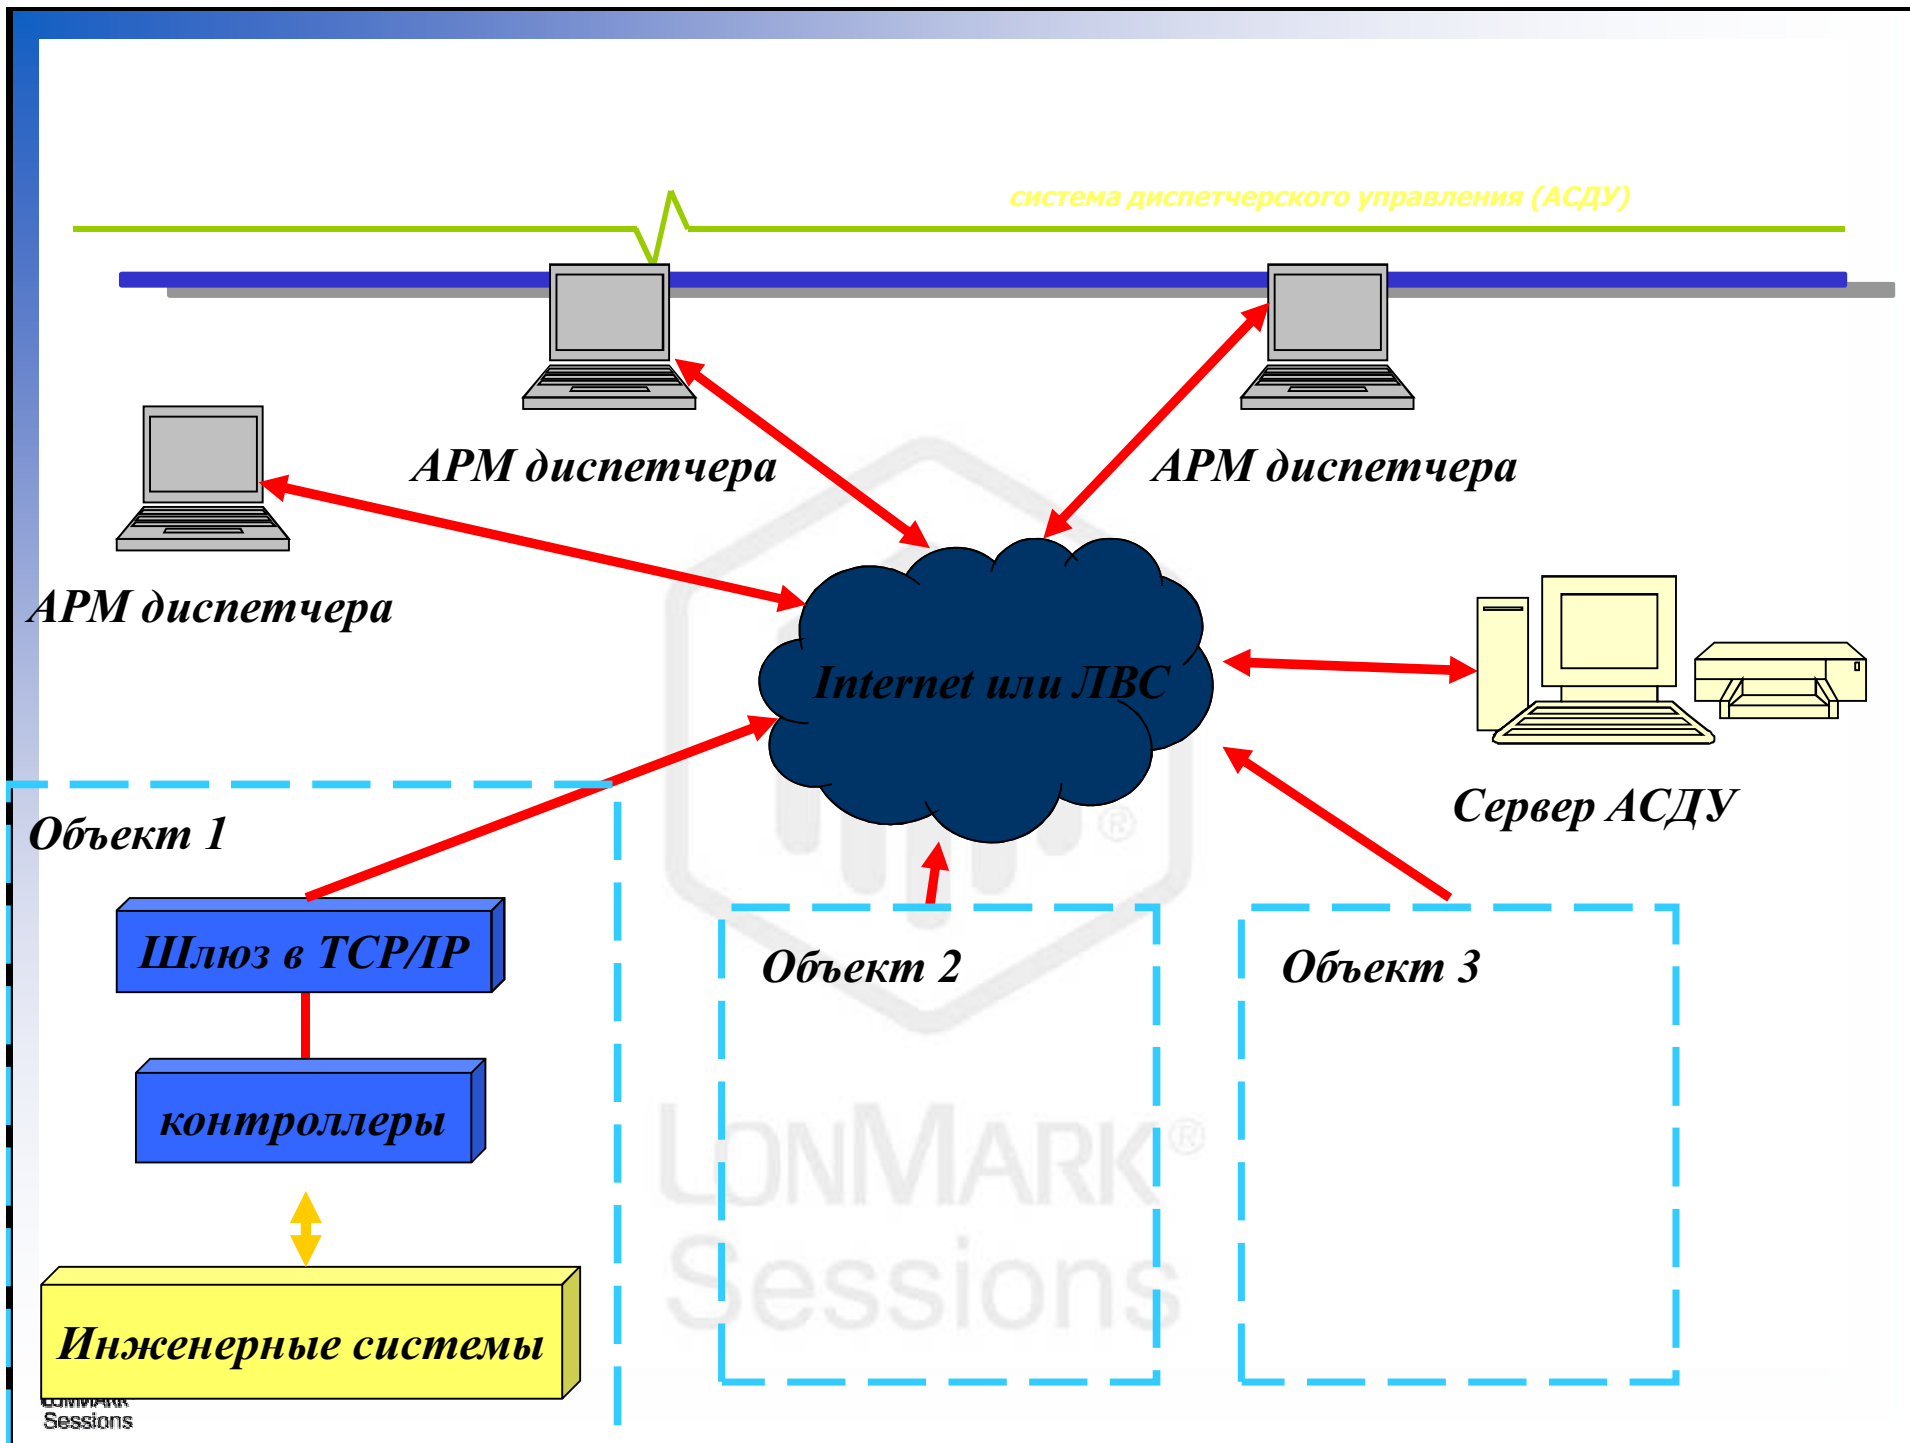 система диспетчерского управления (АСДУ)
АРМ диспетчера
АРМ диспетчера
АРМ диспетчера
Internet или ЛВС
Сервер АСДУ
Объект 1
Шлюз в TCP/IP
контроллеры
Инженерные системы
Объект 2
Объект 3
®
LONMARK®
Sessions
LONMARK
Sessions